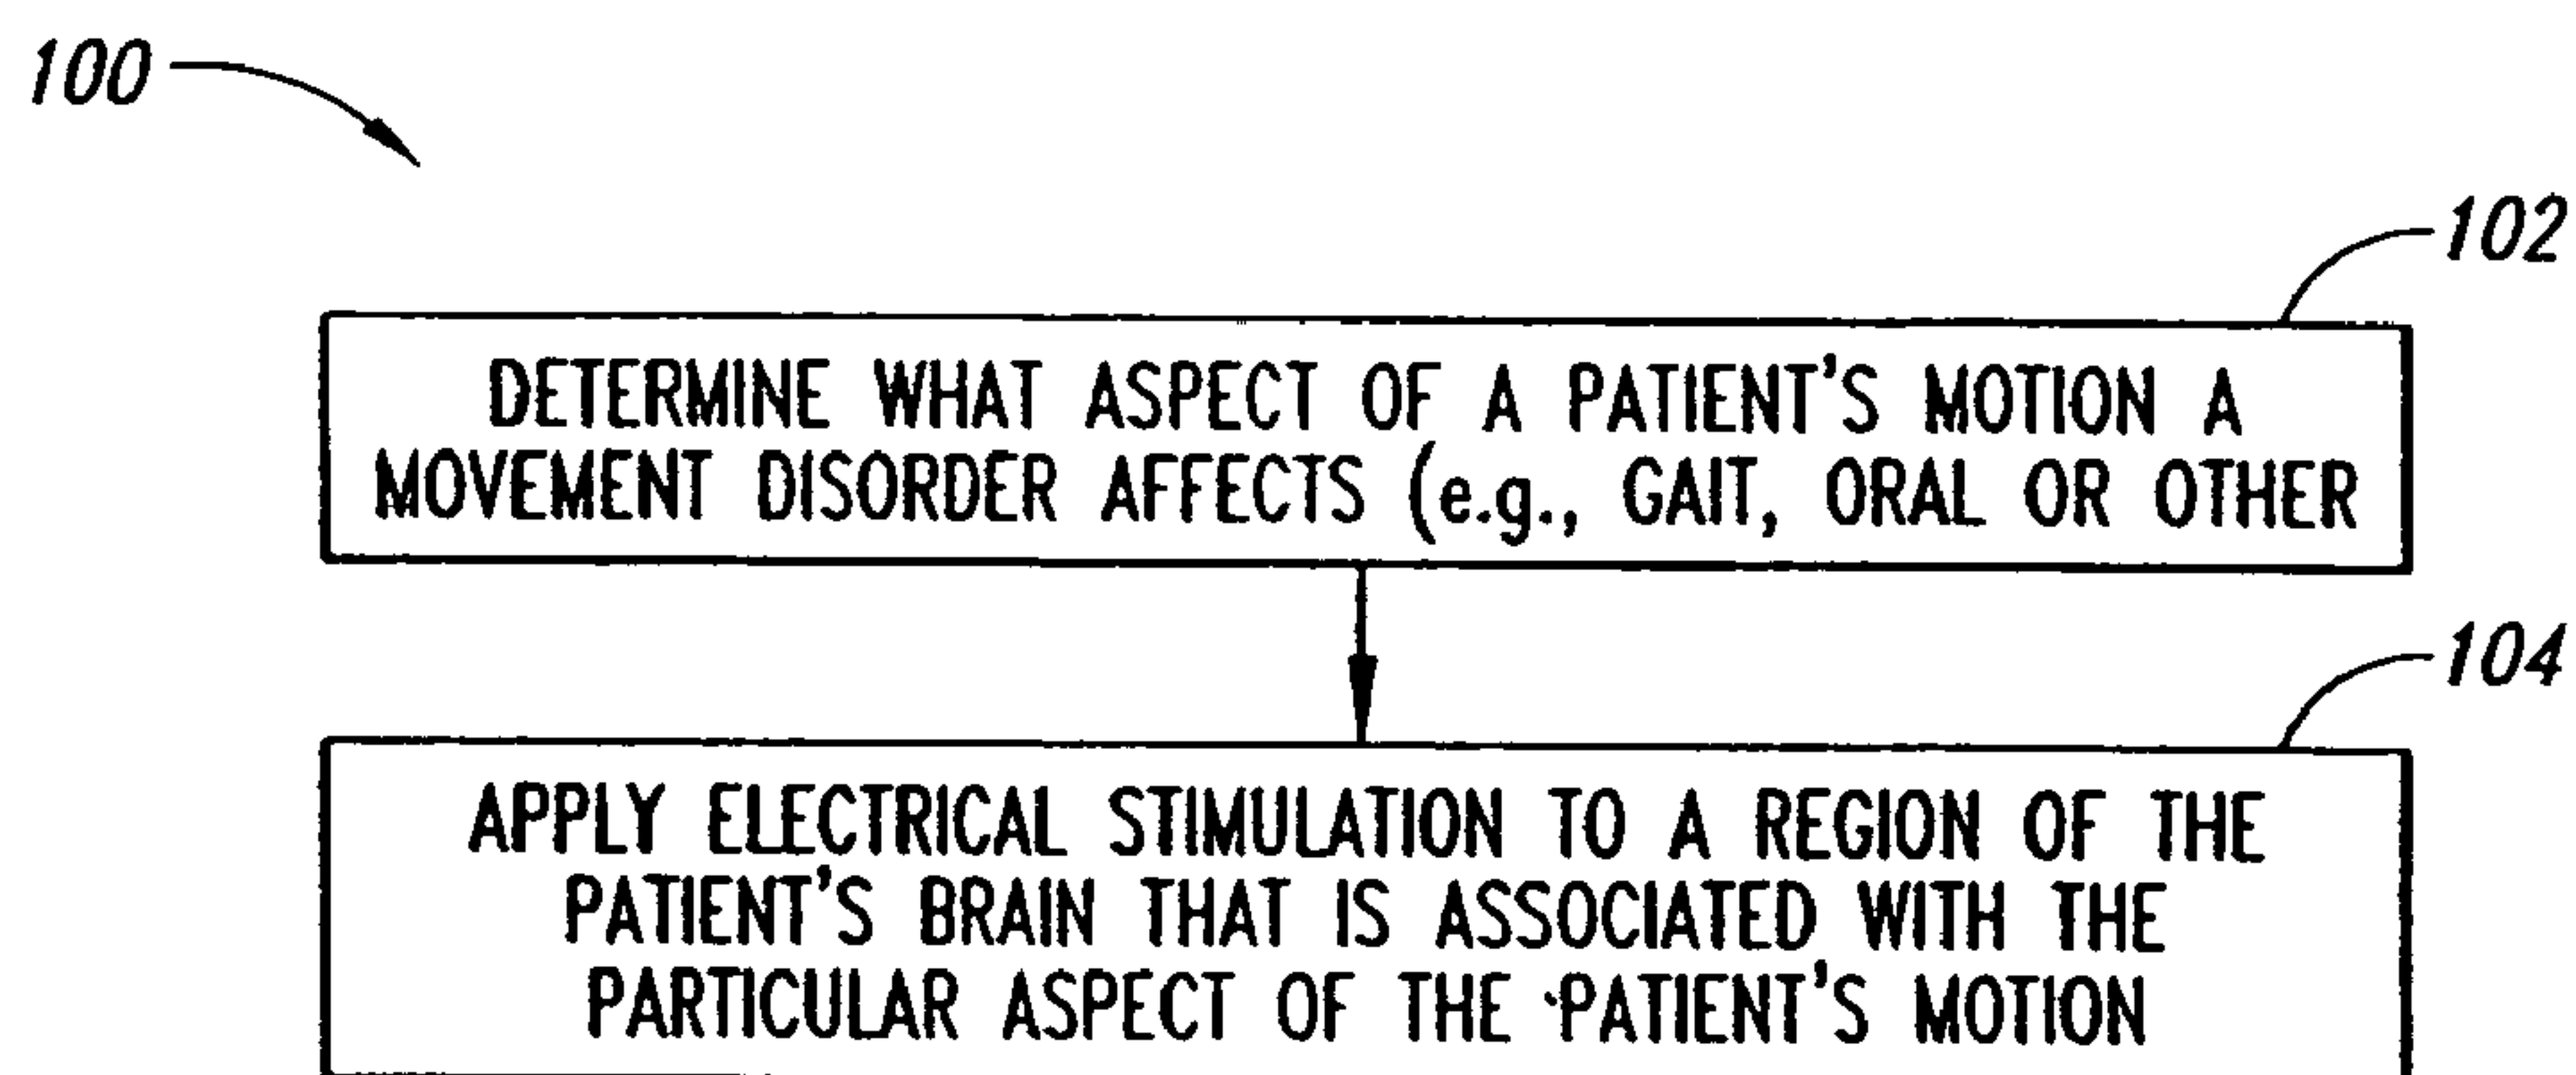 100
102
DETERMINE WHAT ASPECT OF A PATIENT'S MOTION A
MOVEMENT DISORDER AFFECTS (e.g., GAIT, ORAL OR OTHER
104
APPLY ELECTRICAL STIMULATION TO A REGION OF THE
PATIENT'S BRAIN THAT IS ASSOCIATED WITH THE
PARTICULAR ASPECT OF THE PATIENT'S MOTION